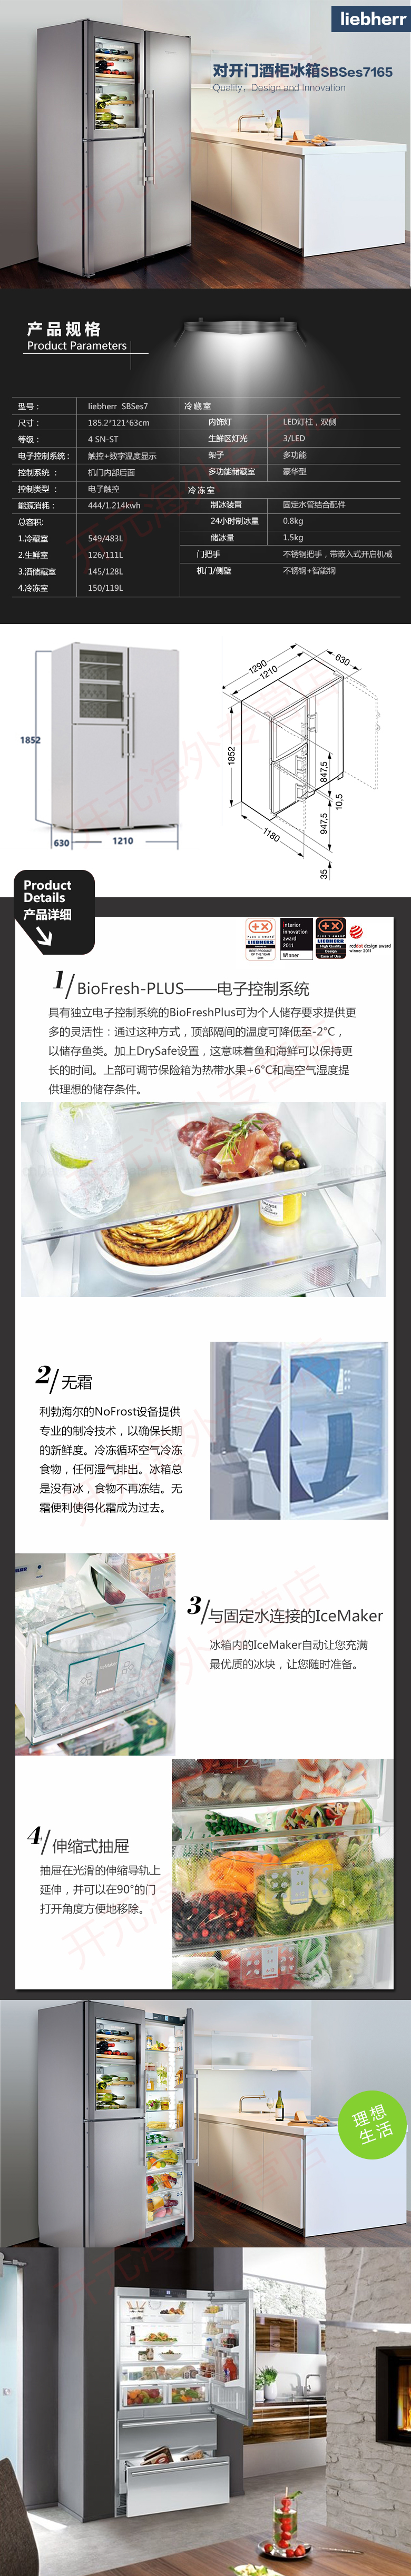 liebherr
对开门酒柜冰箱SBSes7165
Quality、Design and Innovation
产品规格
Product Parameters
型号： liebherr SBSes7
尺寸： 185.2*121*63cm
等级： 4 SN-ST
电子控制系统： 触控+数字温度显示
控制系统 ： 机门内部后面
控制类型 ： 电子触控
能源消耗： 444/1.214kwh
总容积:
1.冷藏室 549/483L
2.生鲜室 126/111L
3.酒储藏室 145/128L
4.冷冻室 150/119L
冷藏室
内饰灯 LED灯柱，双侧
生鲜区灯光 3/LED
架子 多功能
多功能储藏室 豪华型
冷冻室
制冰装置 固定水管结合配件
24小时制冰量 0.8kg
储冰量 1.5kg
门把手 不锈钢把手，带嵌入式开启机械
机门/侧壁 不锈钢+智能钢
1852
630
1210
1290
1210
630
1852
847,5
10,5
947,5
1180
35
Product
Details
产品详细
PLUS X AWARD
LIEBHERR
BEST PRODUCT
OF THE YEAR
2011
interior
innovation
award
2011
Winner
PLUS X AWARD
LIEBHERR
High Quality
Design
Ease of Use
reddot design award
winner 2011
1/BioFresh-PLUS——电子控制系统
具有独立电子控制系统的BioFreshPlus可为个人储存要求提供更
多的灵活性：通过这种方式，顶部隔间的温度可降低至-2°C，
以储存鱼类。加上DrySafe设置，这意味着鱼和海鲜可以保持更
长的时间。上部可调节保险箱为热带水果+6°C和高空气湿度提
供理想的储存条件。
2/无霜
利勃海尔的NoFrost设备提供
专业的制冷技术，以确保长期
的新鲜度。冷冻循环空气冷冻
食物，任何湿气排出。冰箱总
是没有冰，食物不再冻结。无
霜便利使得化霜成为过去。
3/与固定水连接的IceMaker
冰箱内的IceMaker自动让您充满
最优质的冰块，让您随时准备。
4/伸缩式抽屉
抽屉在光滑的伸缩导轨上
延伸，并可以在90°的门
打开角度方便地移除。
理想
生活
开元海外专营店